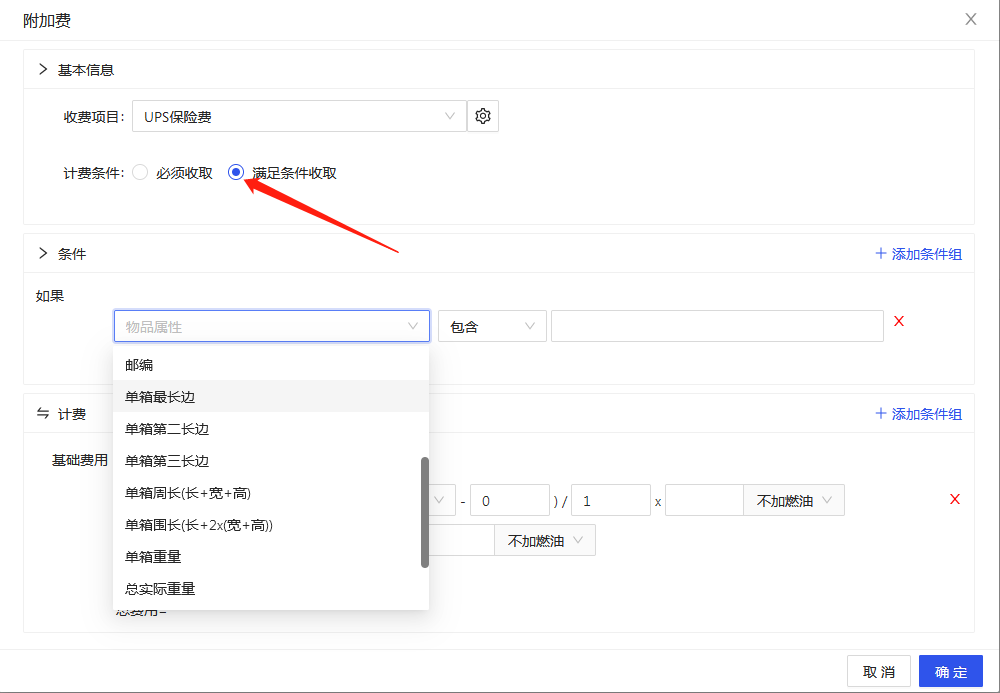 附加费
基本信息
收费项目: UPS保险费
计费条件: 必须收取 满足条件收取
条件 + 添加条件组
如果
物品属性 包含 X
邮编
单箱最长边
单箱第二长边
单箱第三长边
单箱周长(长+宽+高)
单箱围长(长+2x(宽+高))
单箱重量
总实际重量
计费 + 添加条件组
基础费用
- 0 ) / 1 x 不加燃油 X
不加燃油
总费用=
取 消 确 定